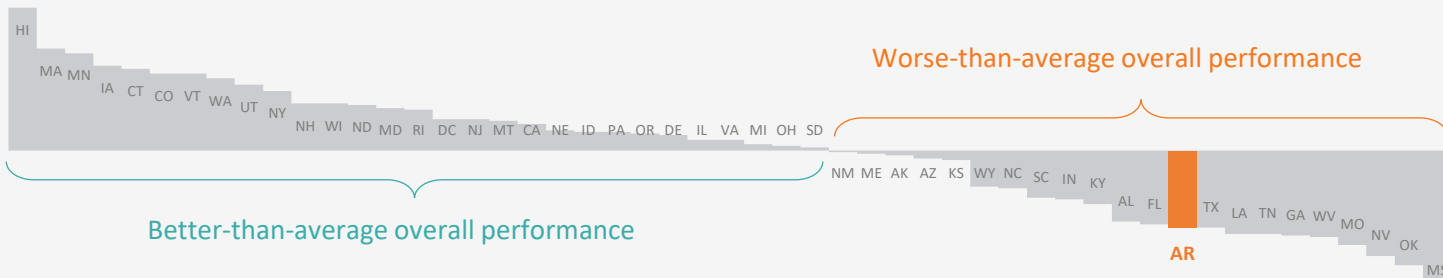 HI
MA MN IA CT CO VT WA UT NY NH WI ND MD RI DC NJ MT CA NE ID PA OR DE IL VA MI OH SD
Worse-than-average overall performance
NM ME AK AZ KS WY NC SC IN KY AL FL TX LA TN GA WV MO NV OK MS
Better-than-average overall performance
AR